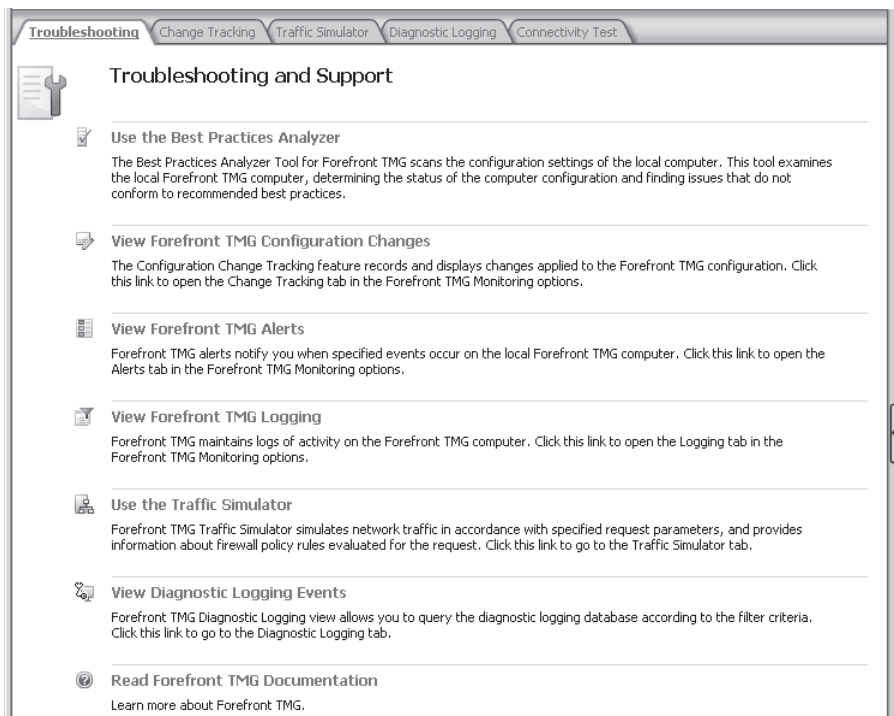 Troubleshooting
Change Tracking
Traffic Simulator
Diagnostic Logging
Connectivity Test
Troubleshooting and Support
Use the Best Practices Analyzer
The Best Practices Analyzer Tool for Forefront TMG scans the configuration settings of the local computer. This tool examines
the local Forefront TMG computer, determining the status of the computer configuration and finding issues that do not
conform to recommended best practices.
View Forefront TMG Configuration Changes
The Configuration Change Tracking feature records and displays changes applied to the Forefront TMG configuration. Click
this link to open the Change Tracking tab in the Forefront TMG Monitoring options.
View Forefront TMG Alerts
Forefront TMG alerts notify you when specified events occur on the local Forefront TMG computer. Click this link to open the
Alerts tab in the Forefront TMG Monitoring options.
View Forefront TMG Logging
Forefront TMG maintains logs of activity on the Forefront TMG computer. Click this link to open the Logging tab in the
Forefront TMG Monitoring options.
Use the Traffic Simulator
Forefront TMG Traffic Simulator simulates network traffic in accordance with specified request parameters, and provides
information about firewall policy rules evaluated for the request. Click this link to go to the Traffic Simulator tab.
View Diagnostic Logging Events
Forefront TMG Diagnostic Logging view allows you to query the diagnostic logging database according to the filter criteria.
Click this link to go to the Diagnostic Logging tab.
Read Forefront TMG Documentation
Learn more about Forefront TMG.